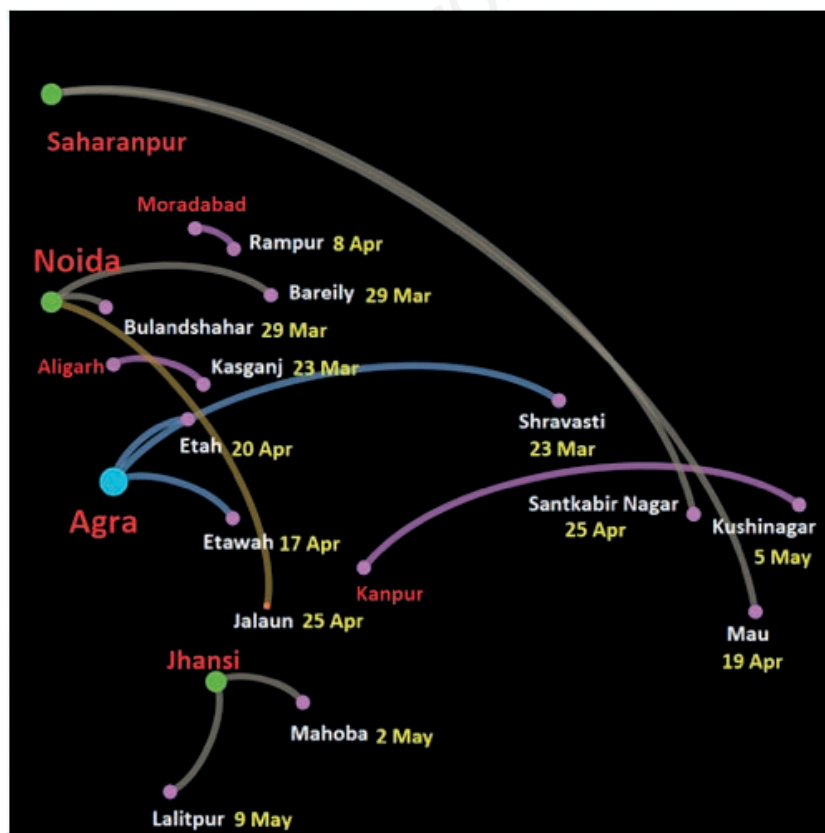 Saharanpur
Moradabad
Rampur 8 Apr
Noida
Bareily 29 Mar
Bulandshahar 29 Mar
Aligarh
Kasganj 23 Mar
Shravasti
23 Mar
Etah 20 Apr
Agra
Santkabir Nagar
25 Apr
Kushinagar
5 May
Etawah 17 Apr
Kanpur
Jalaun 25 Apr
Mau
19 Apr
Jhansi
Mahoba 2 May
Lalitpur 9 May